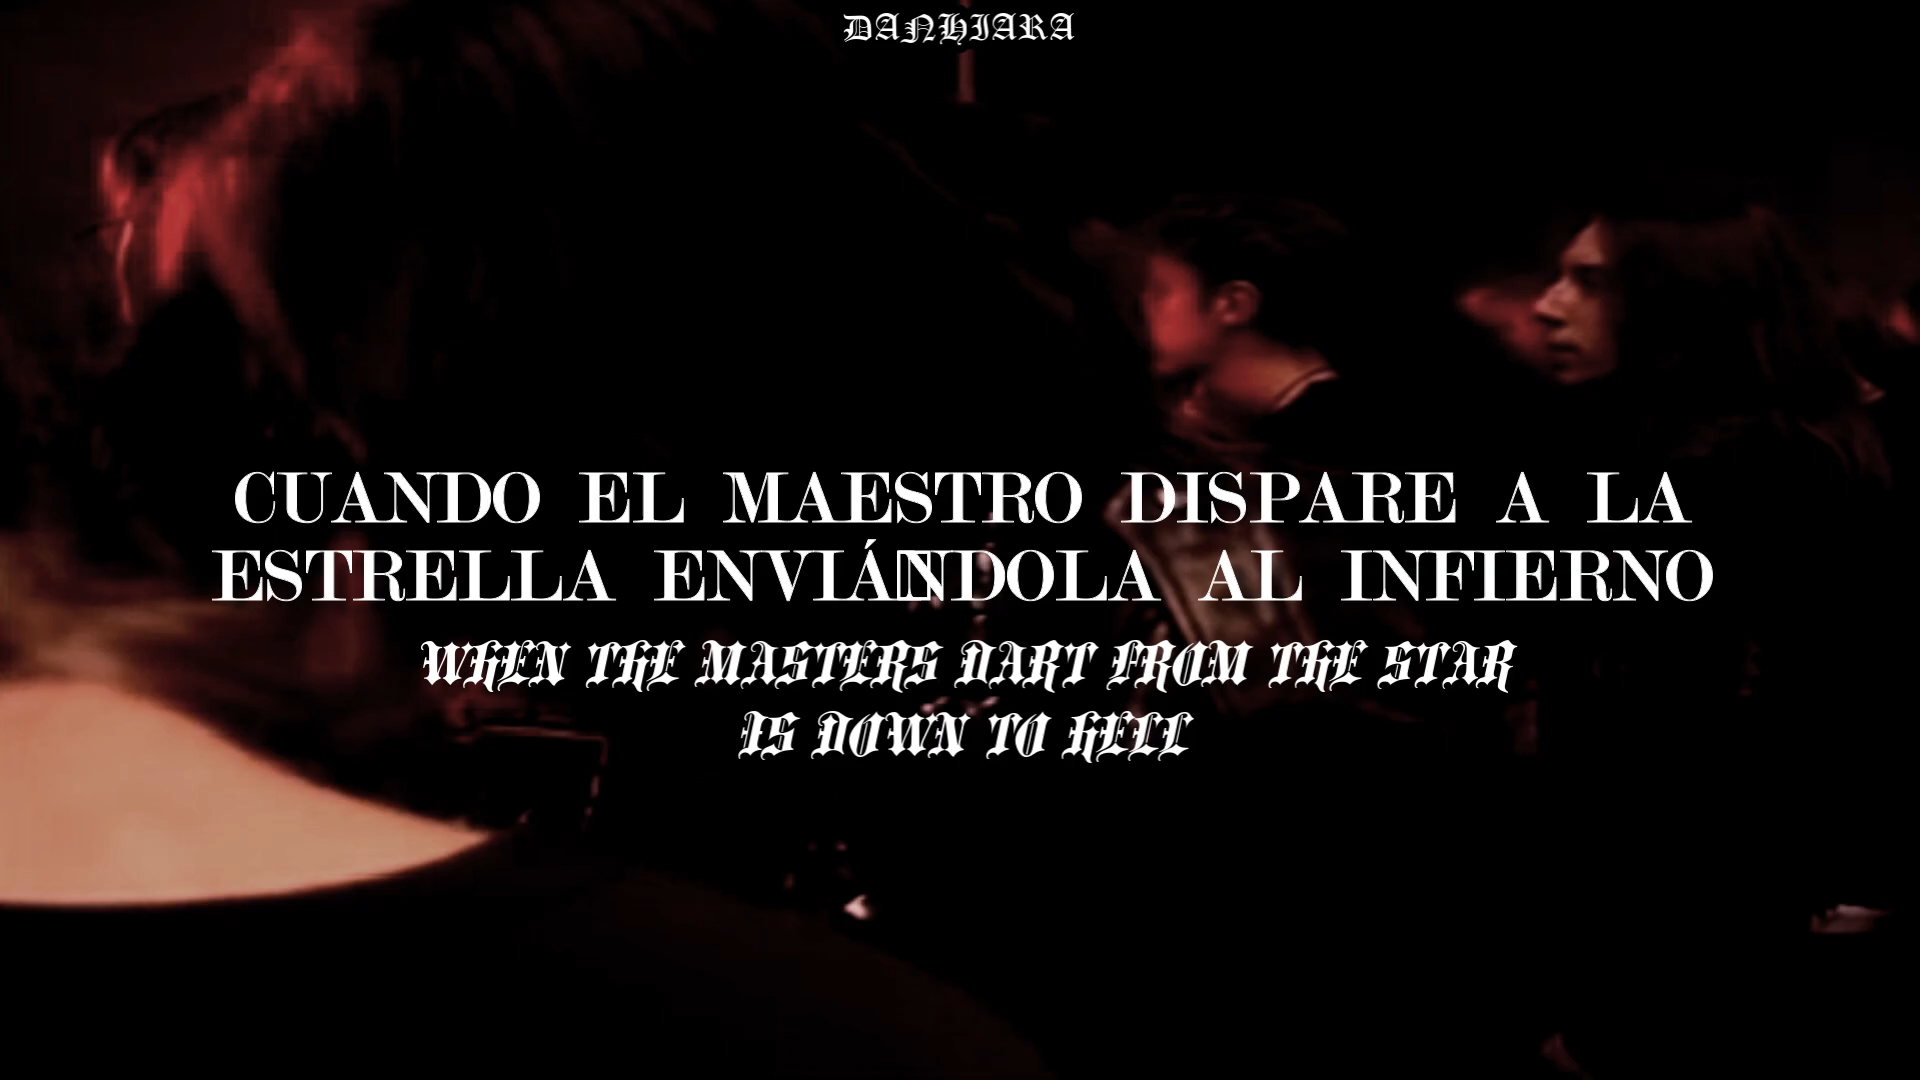 DANHIARA
CUANDO EL MAESTRO DISPARE A LA
ESTRELLA ENVIÁNDOLA AL INFIERNO
WHEN THE MASTERS DART FROM THE STAR
IS DOWN TO HELL